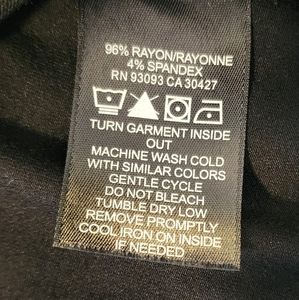 96% RAYON/RAYONNE
4% SPANDEX
RN 93093 CA 30427
TURN GARMENT INSIDE
OUT
MACHINE WASH COLD
WITH SIMILAR COLORS
GENTLE CYCLE
DO NOT BLEACH
TUMBLE DRY LOW
REMOVE PROMPTLY
COOL IRON ON INSIDE
IF NEEDED